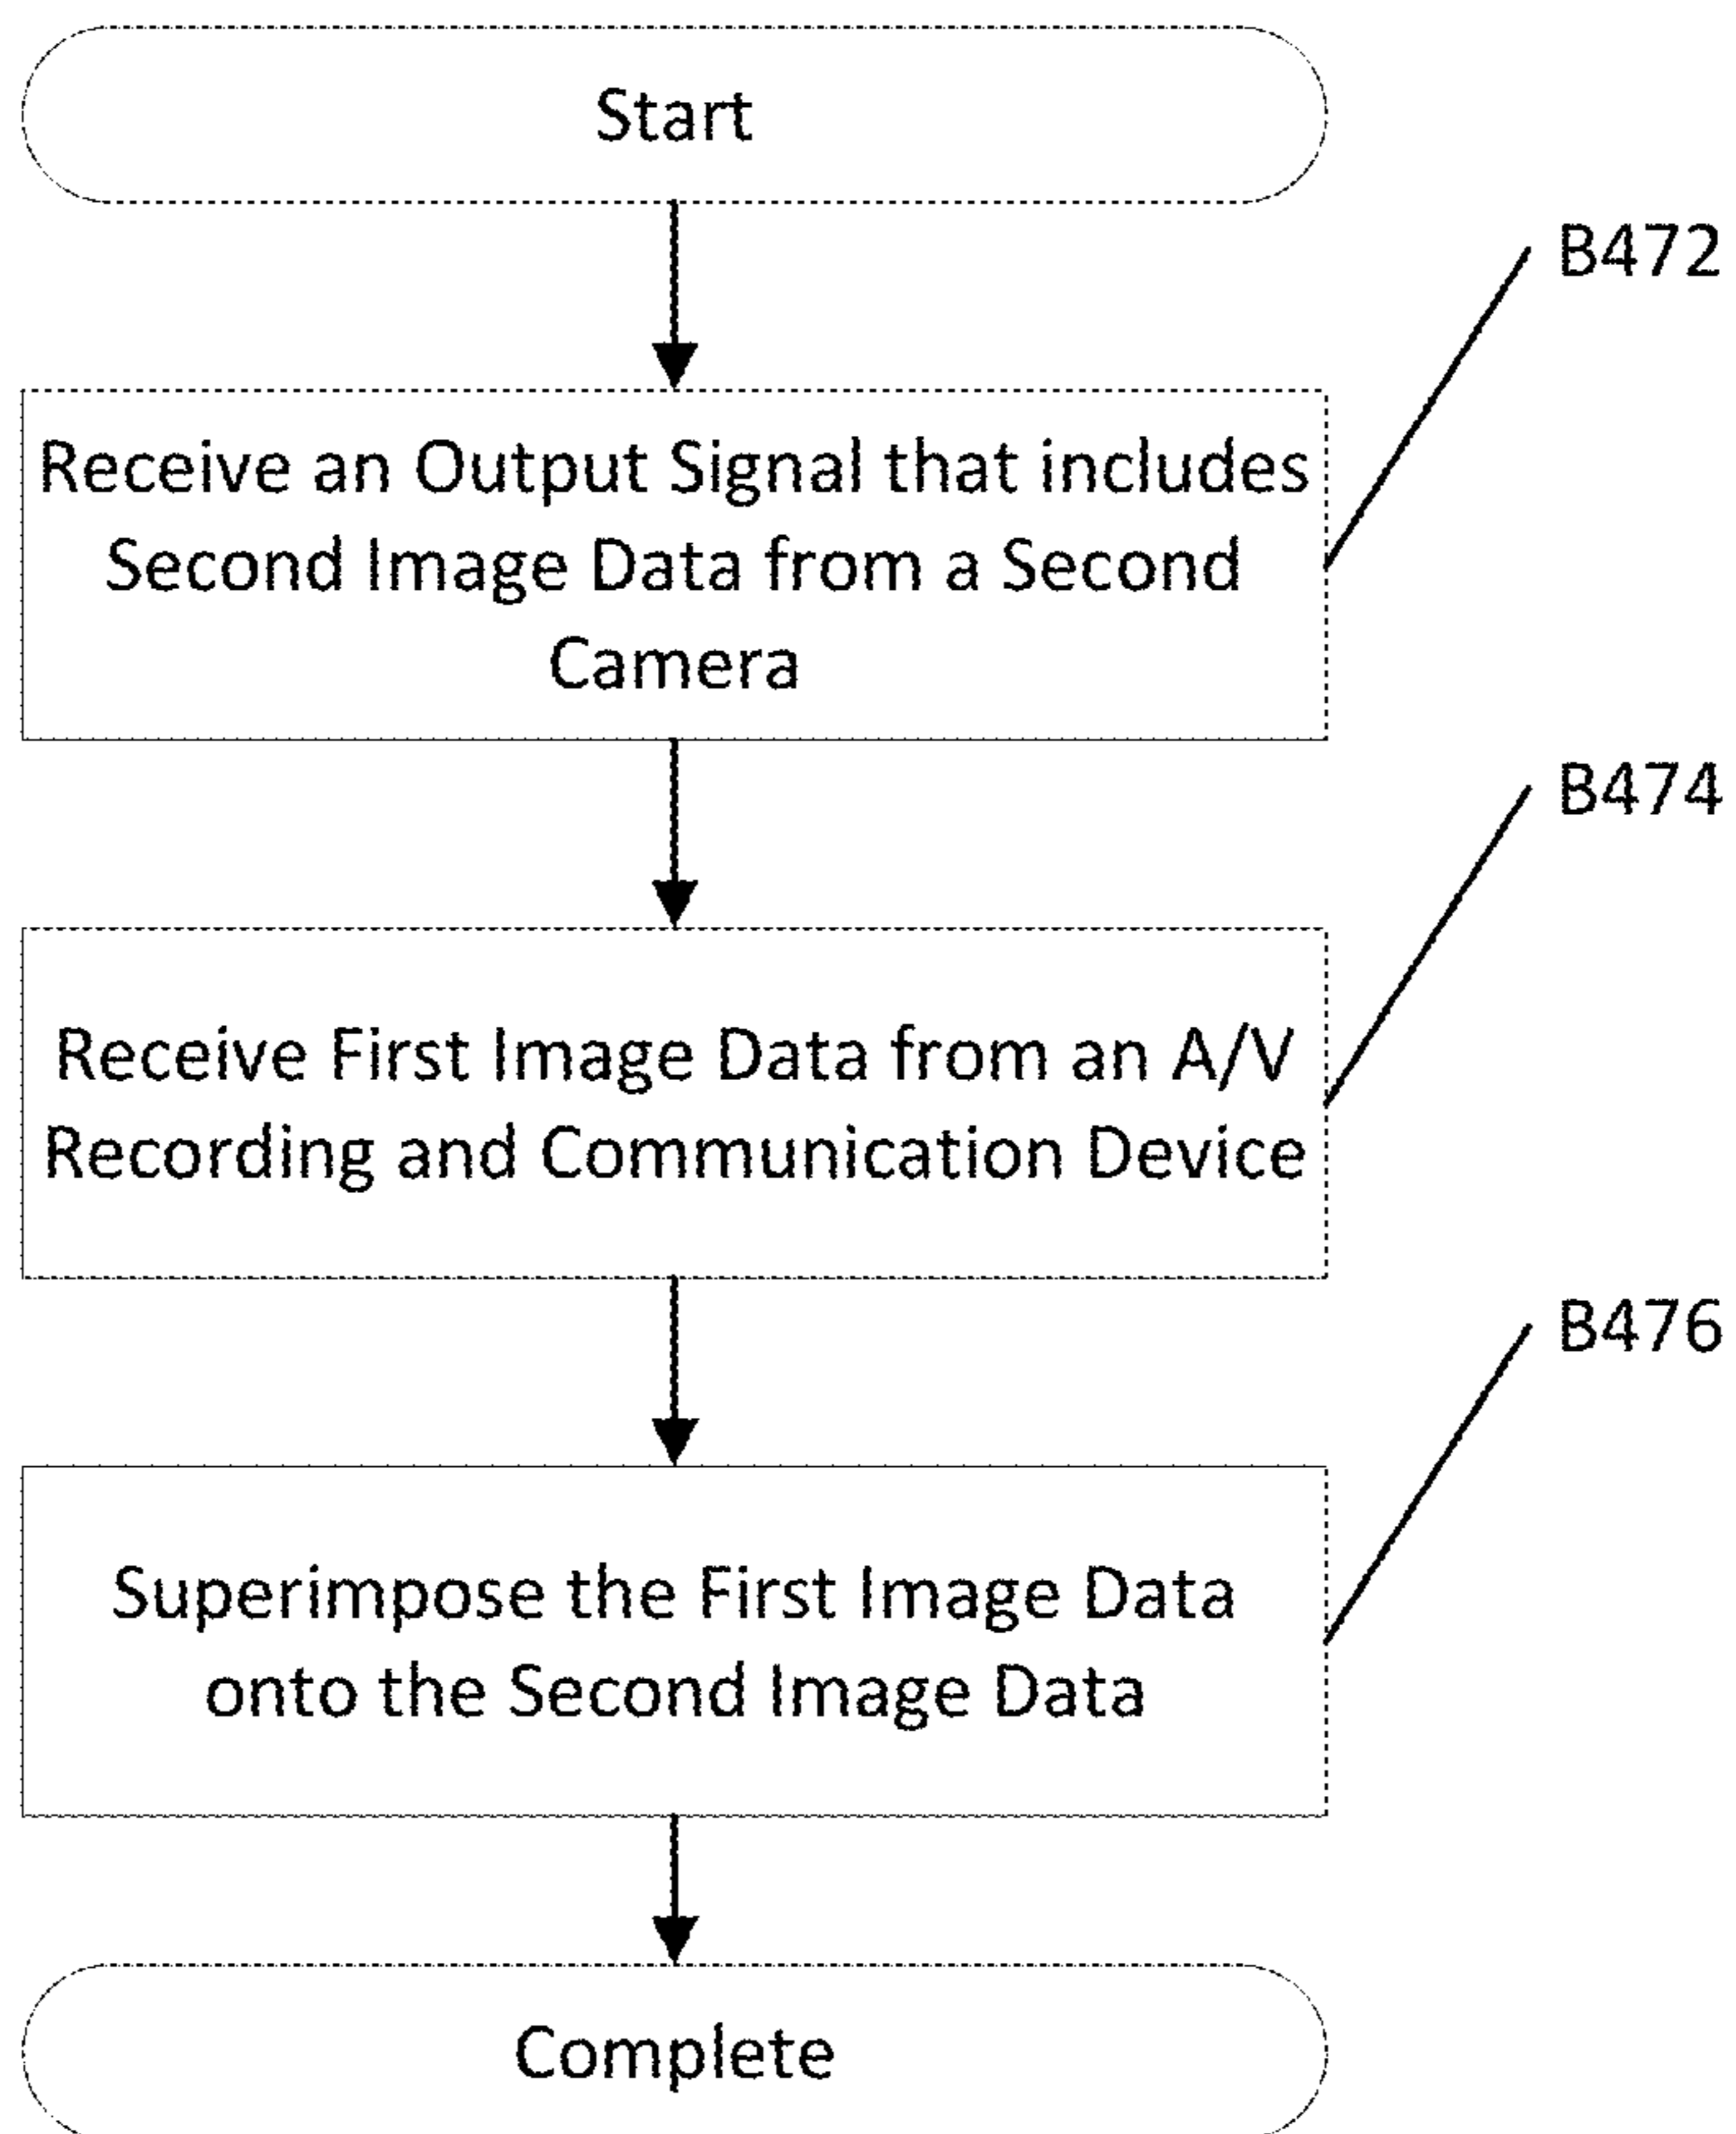 Start
B472
Receive an Output Signal that includes
Second Image Data from a Second
Camera
B474
Receive First Image Data from an A/V
Recording and Communication Device
B476
Superimpose the First Image Data
onto the Second Image Data
Complete